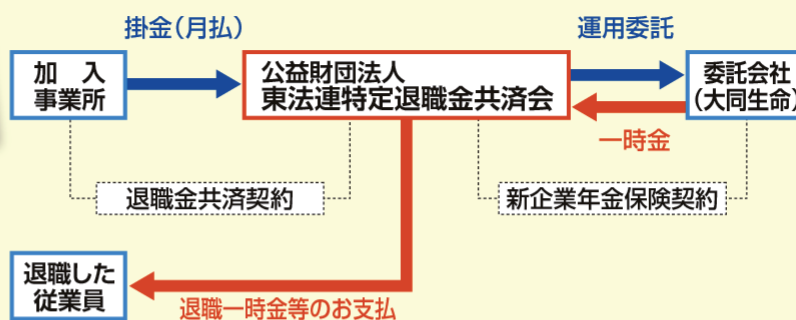 掛金(月払)
運用委託
加 入
事業所
公益財団法人
東法連特定退職金共済会
委託会社
(大同生命)
一時金
退職金共済契約
新企業年金保険契約
退職した
従業員
退職一時金等のお支払